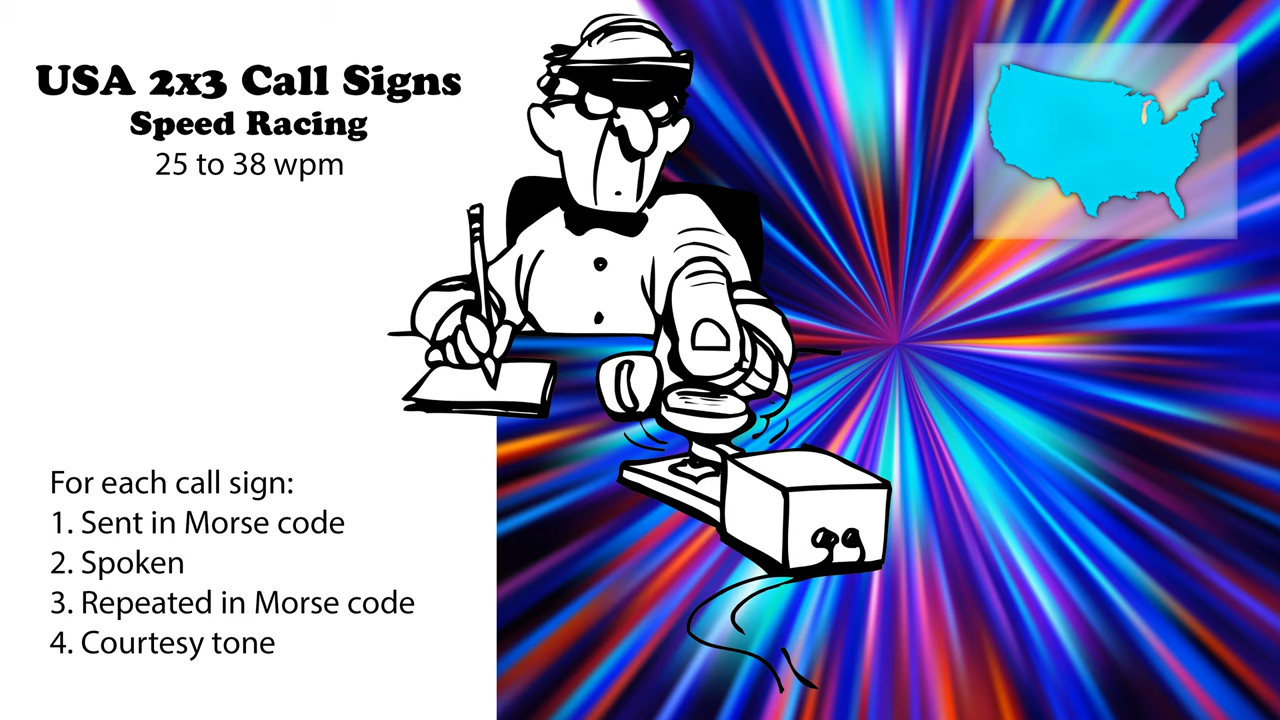 USA 2x3 Call Signs
Speed Racing
25 to 38 wpm
For each call sign:
1. Sent in Morse code
2. Spoken
3. Repeated in Morse code
4. Courtesy tone